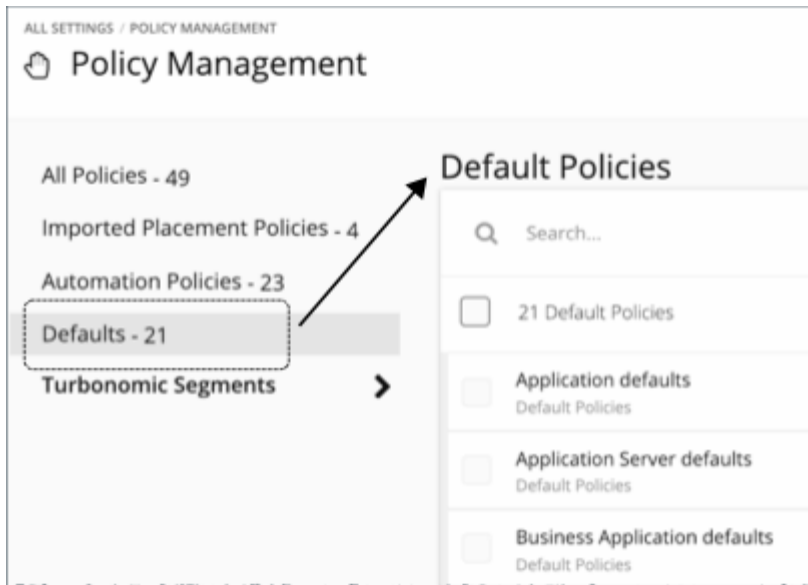 ALL SETTINGS / POLICY MANAGEMENT
Policy Management
All Policies - 49
Imported Placement Policies - 4
Automation Policies - 23
Defaults - 21
Turbonomic Segments
Default Policies
Search...
21 Default Policies
Application defaults
Default Policies
Application Server defaults
Default Policies
Business Application defaults
Default Policies